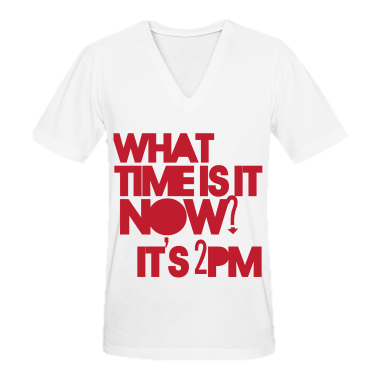 WHAT
TIME IS IT
NOW?
IT'S 2PM